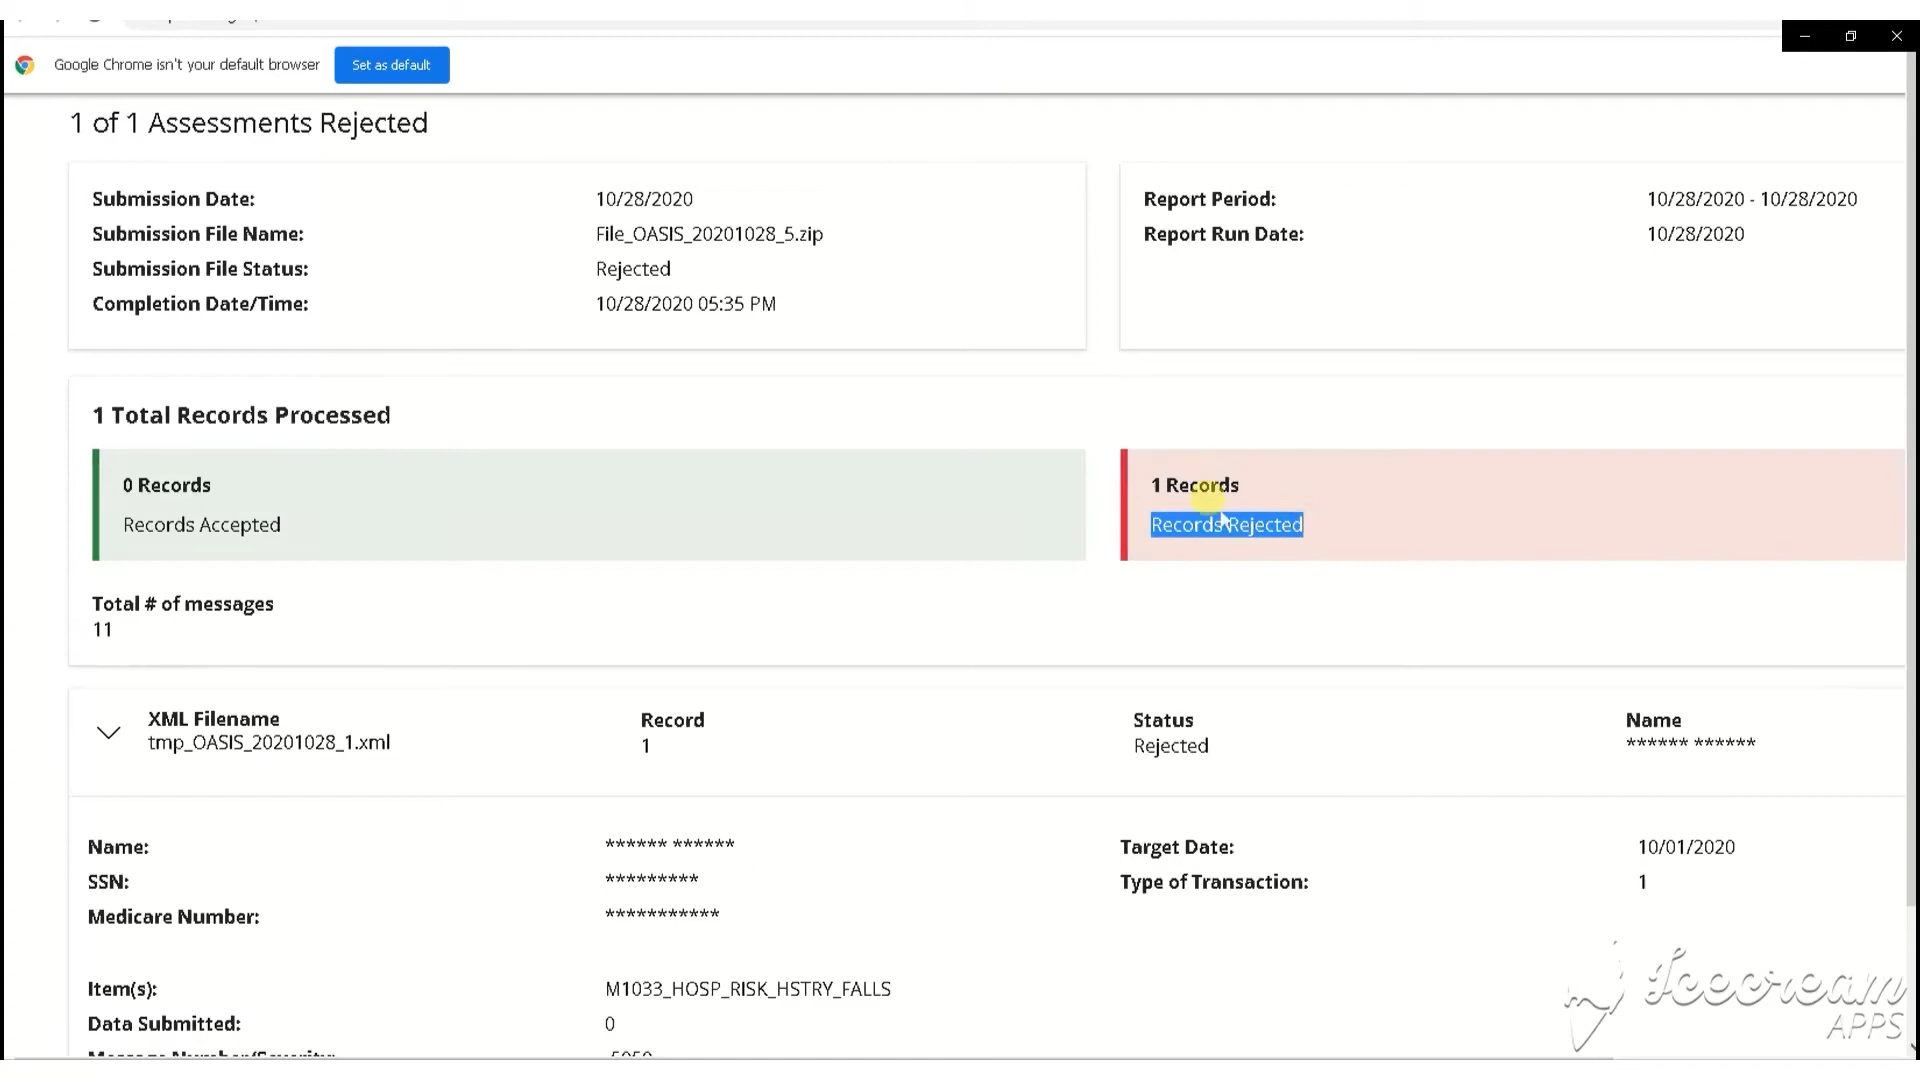 Google Chrome isn't your default browser Set as default
1 of 1 Assessments Rejected
Submission Date: 10/28/2020
Submission File Name: File_OASIS_20201028_5.zip
Submission File Status: Rejected
Completion Date/Time: 10/28/2020 05:35 PM
Report Period: 10/28/2020 - 10/28/2020
Report Run Date: 10/28/2020
1 Total Records Processed
0 Records
Records Accepted
1 Records
Records Rejected
Total # of messages
11
XML Filename Record Status Name
tmp_OASIS_20201028_1.xml 1 Rejected ****** ******
Name: ****** ******
SSN: *********
Medicare Number: ***********
Target Date: 10/01/2020
Type of Transaction: 1
Item(s): M1033_HOSP_RISK_HSTRY_FALLS
Data Submitted: 0
Message Number/Severity:
Icecream
APPS